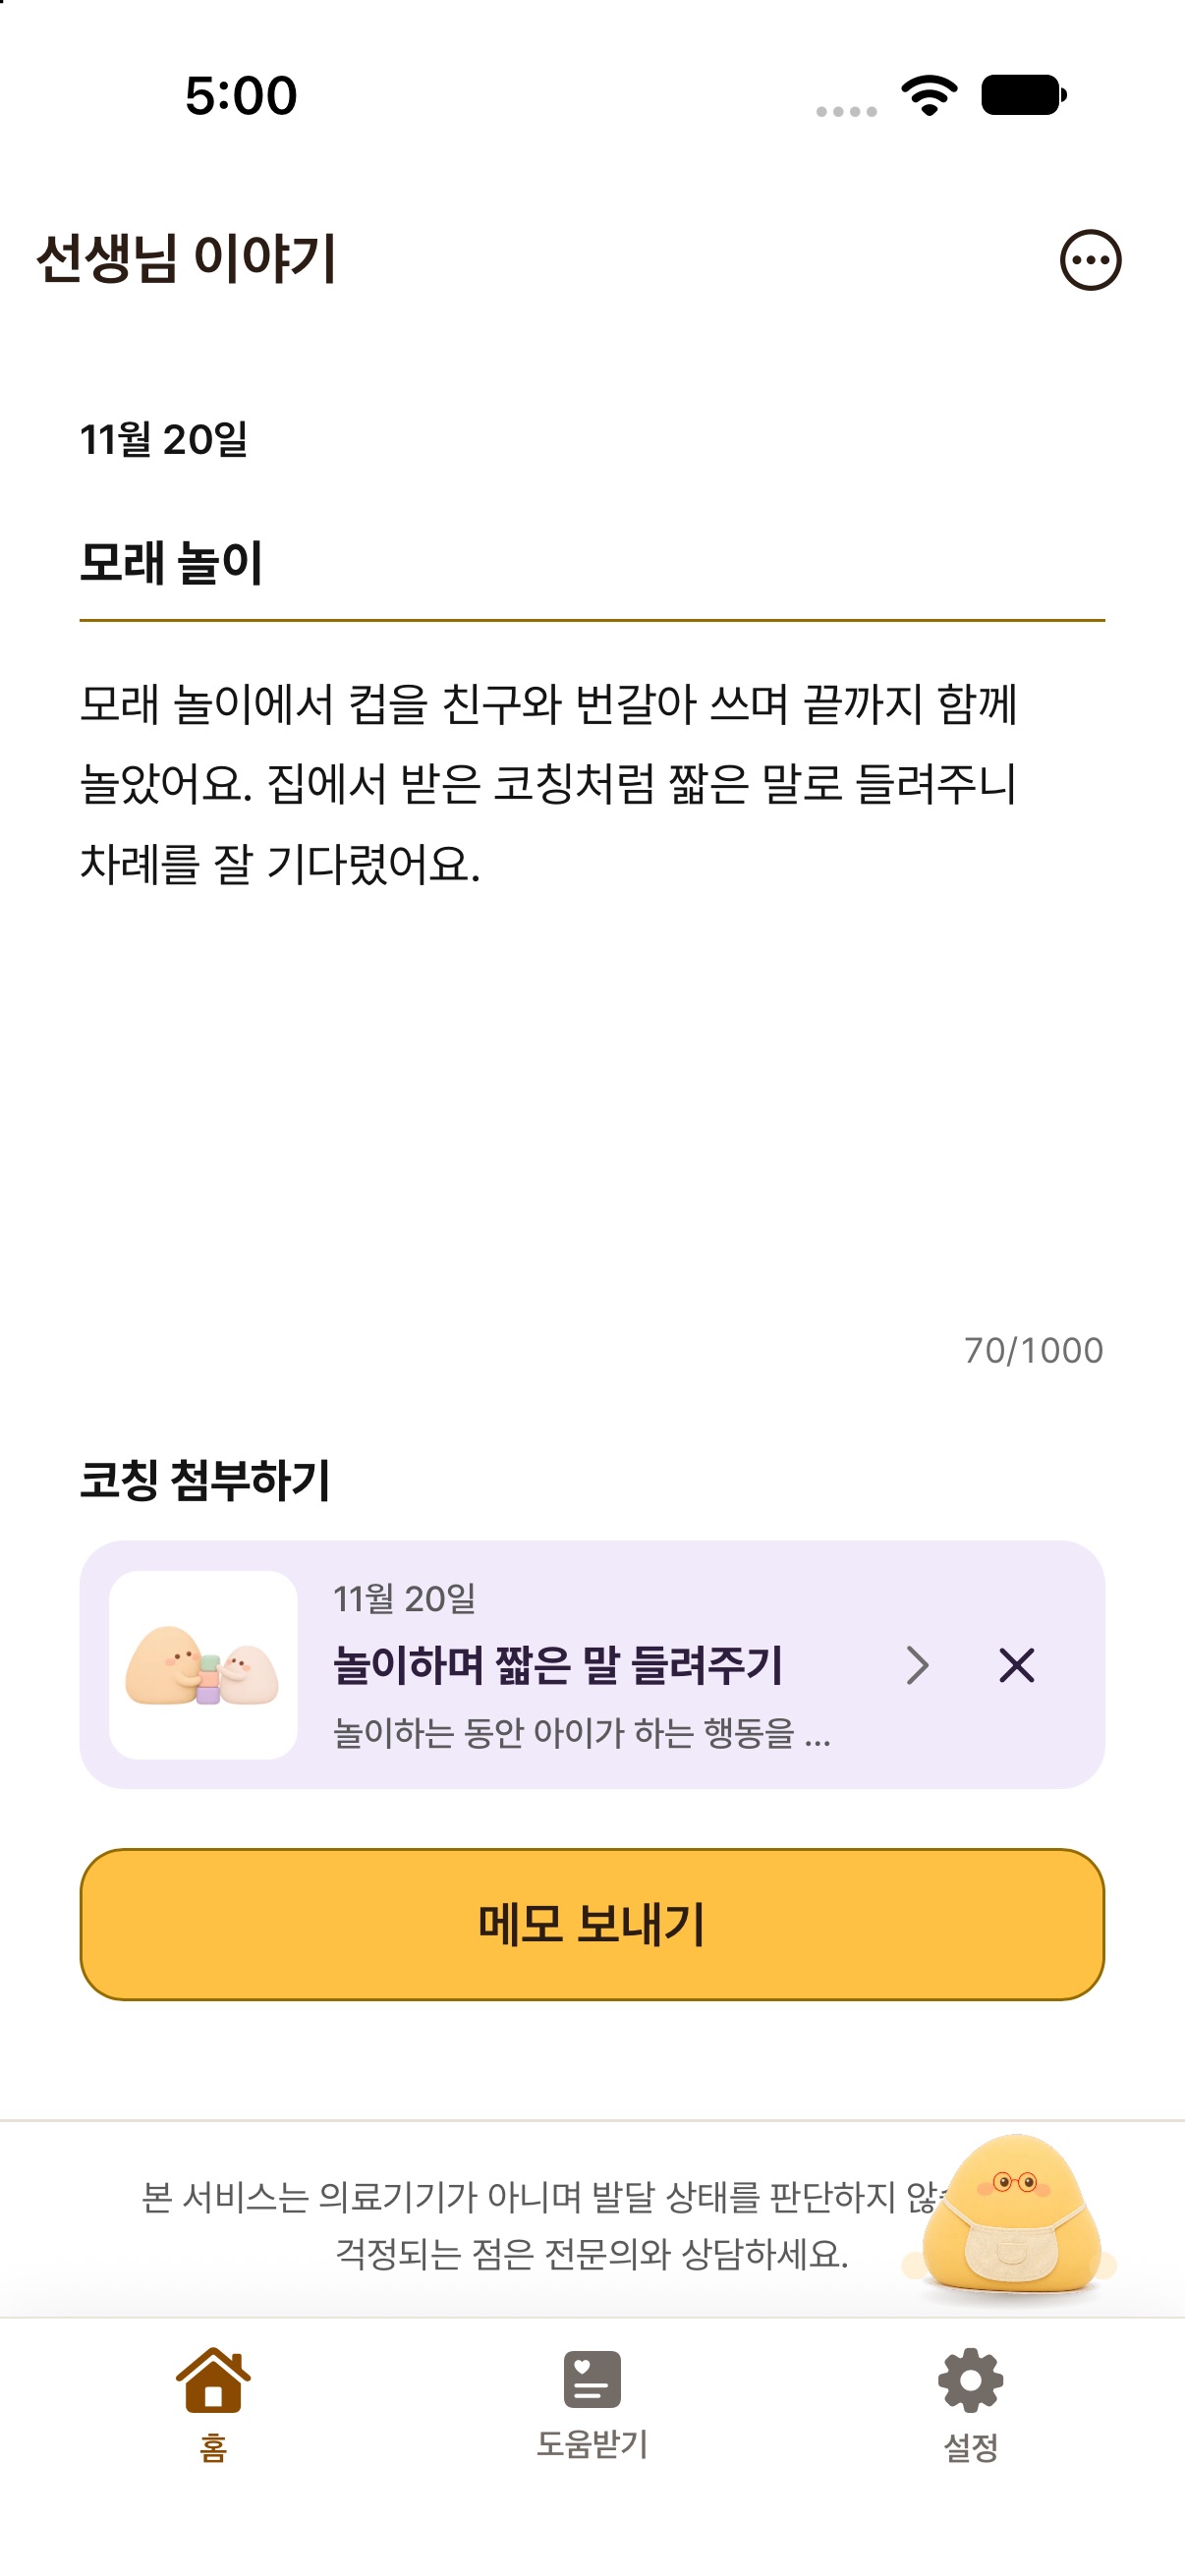 5:00
선생님 이야기
11월 20일
모래 놀이
모래 놀이에서 컵을 친구와 번갈아 쓰며 끝까지 함께
놀았어요. 집에서 받은 코칭처럼 짧은 말로 들려주니
차례를 잘 기다렸어요.
70/1000
코칭 첨부하기
11월 20일
놀이하며 짧은 말 들려주기
놀이하는 동안 아이가 하는 행동을 ...
메모 보내기
본 서비스는 의료기기가 아니며 발달 상태를 판단하지
걱정되는 점은 전문의와 상담하세요.
홈
도움받기
설정